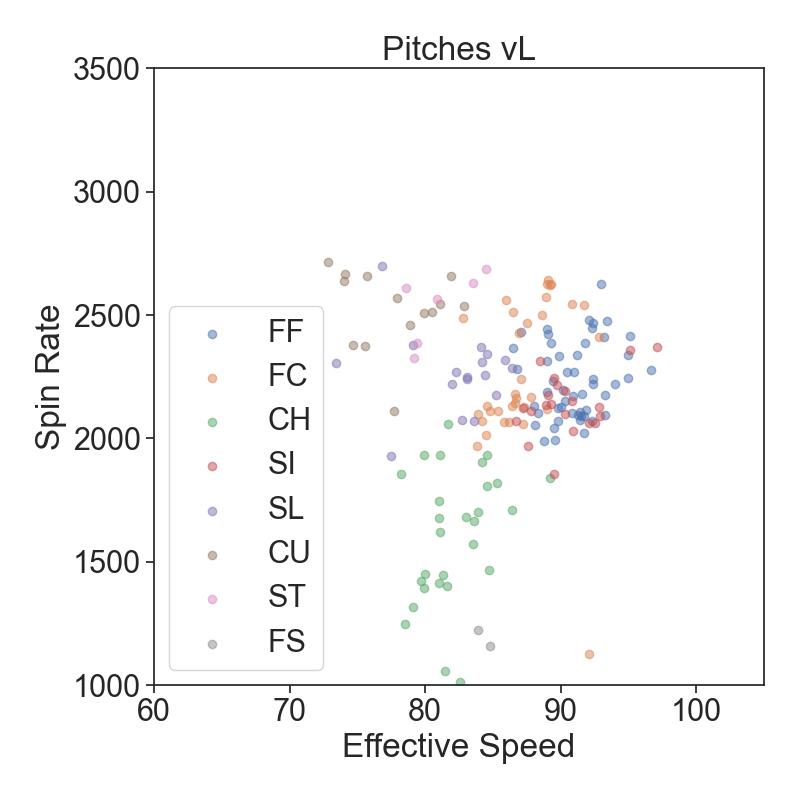 Pitches vL
3500
3000
2500
2000
1500
1000
Spin Rate
FF
FC
CH
SI
SL
CU
ST
FS
60 70 80 90 100
Effective Speed